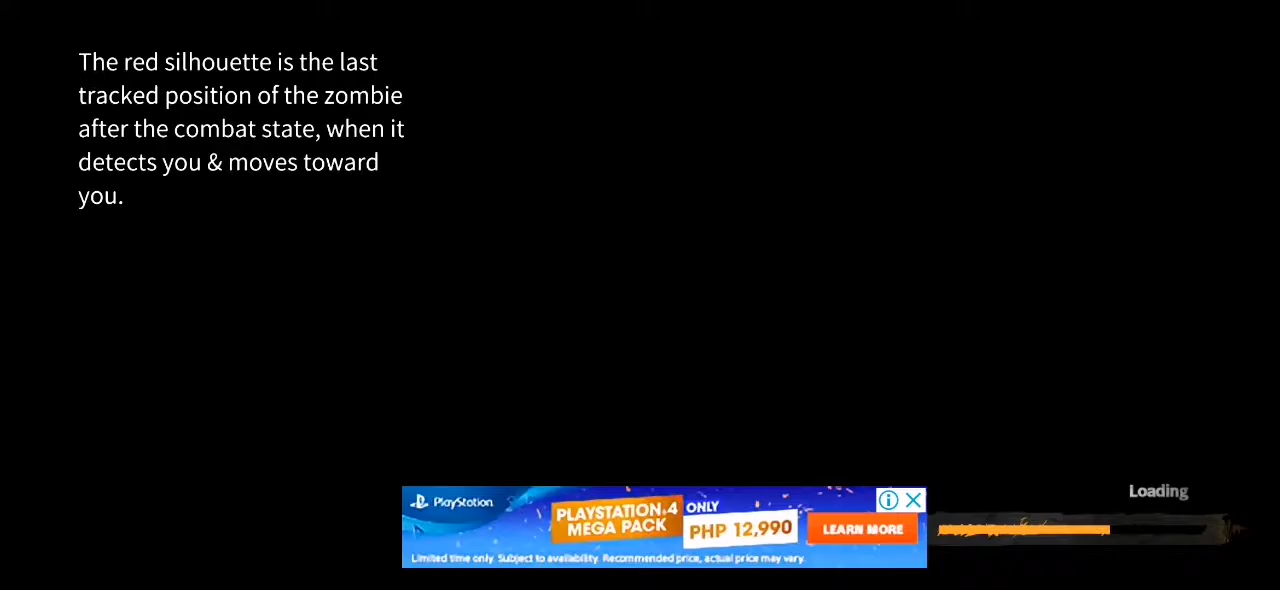 The red silhouette is the last
tracked position of the zombie
after the combat state, when it
detects you & moves toward
you.
PlayStation
PLAYSTATION.4
MEGA PACK
ONLY
PHP 12,990
LEARN MORE
Limited time only. Subject to availability. Recommended price, actual price may vary.
Loading